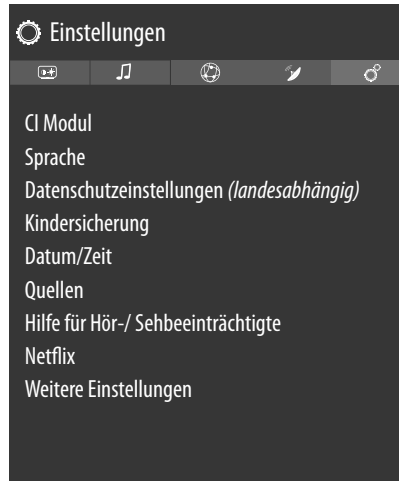 Einstellungen
CI Modul
Sprache
Datenschutzeinstellungen (landesabhängig)
Kindersicherung
Datum/Zeit
Quellen
Hilfe für Hör-/ Sehbeeinträchtigte
Netflix
Weitere Einstellungen